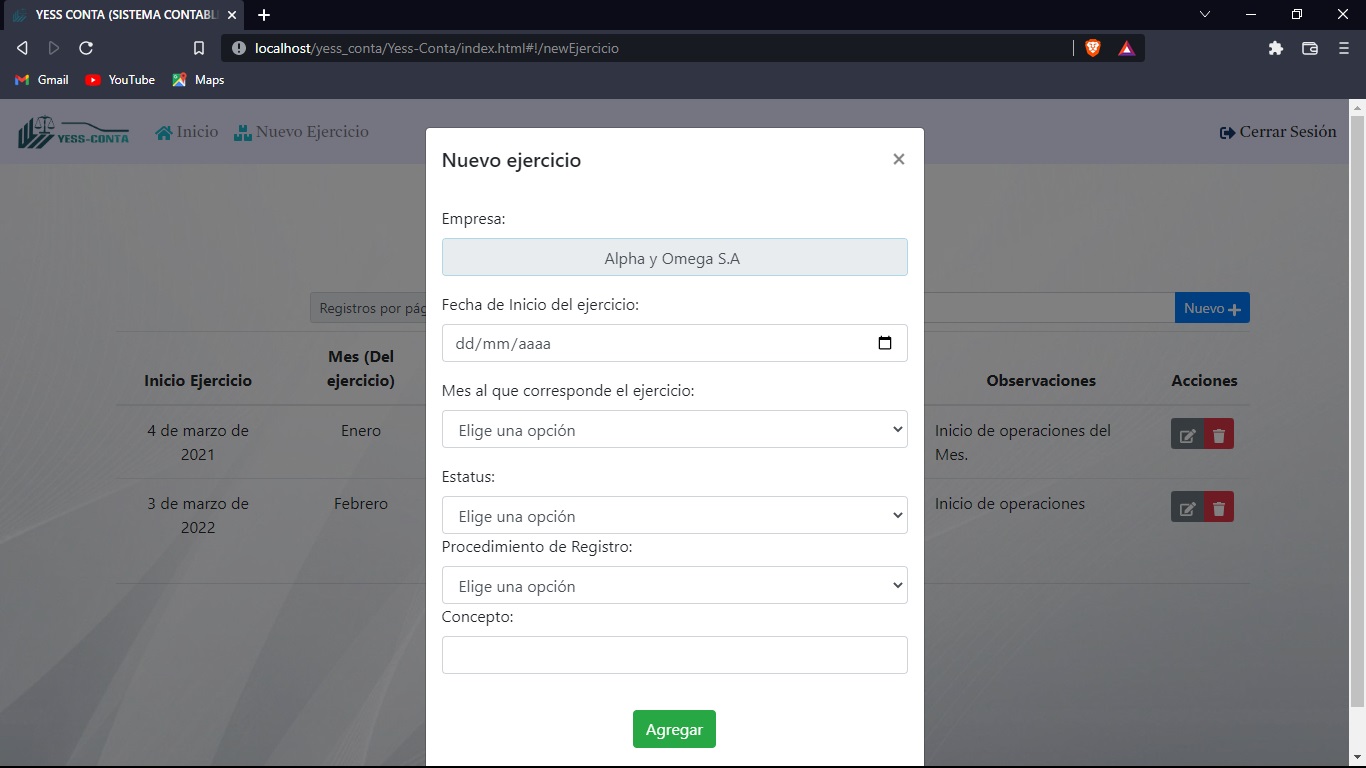 YESS CONTA (SISTEMA CONTABL
localhost/yess_conta/Yess-Conta/index.html#!/newEjercicio
Gmail YouTube Maps
YESS-CONTA Inicio Nuevo Ejercicio Cerrar Sesión
Nuevo ejercicio
Empresa:
Alpha y Omega S.A
Fecha de Inicio del ejercicio:
dd/mm/aaaa
Mes al que corresponde el ejercicio:
Elige una opción
Estatus:
Elige una opción
Procedimiento de Registro:
Elige una opción
Concepto:
Agregar
Registros por pág
Nuevo
Inicio Ejercicio
Mes (Del
ejercicio)
Observaciones
Acciones
4 de marzo de
2021
Enero
Inicio de operaciones del
Mes.
3 de marzo de
2022
Febrero
Inicio de operaciones